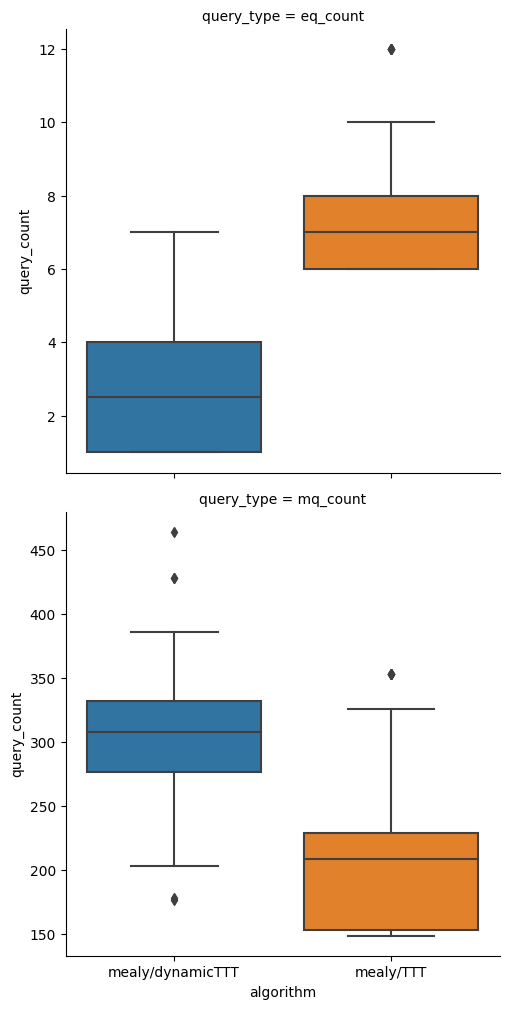 query_type = eq_count
12
10
8
6
4
2
query_count
query_type = mq_count
450
400
350
300
250
200
150
query_count
mealy/dynamicTTT mealy/TTT
algorithm